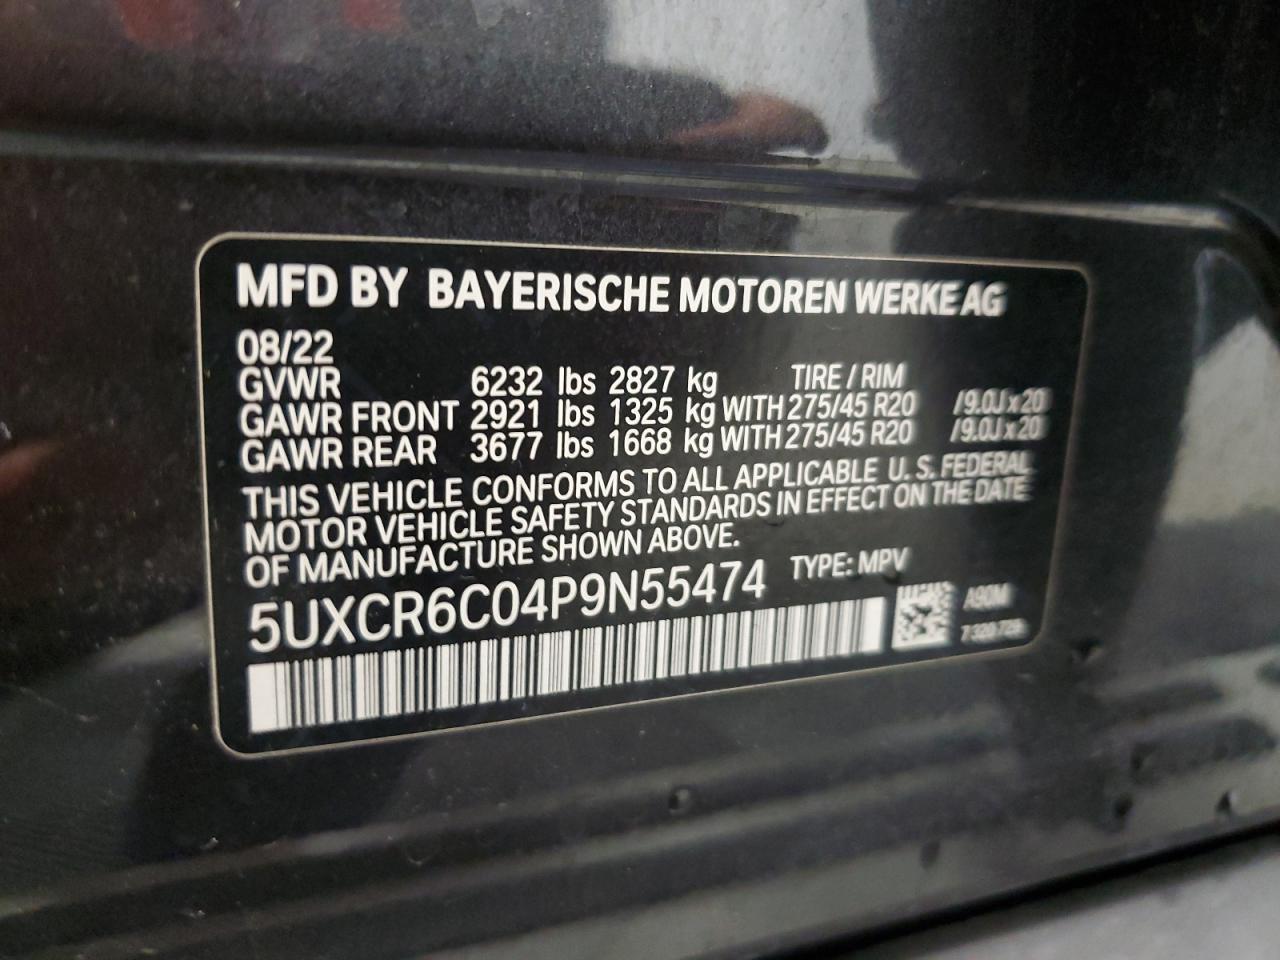 MFD BY BAYERISCHE MOTOREN WERKE AG
08/22
GVWR 6232 lbs 2827 kg TIRE / RIM
GAWR FRONT 2921 lbs 1325 kg WITH 275/45 R20 /9.0J x 20
GAWR REAR 3677 lbs 1668 kg WITH 275/45 R20 /9.0J x 20
THIS VEHICLE CONFORMS TO ALL APPLICABLE U. S. FEDERAL
MOTOR VEHICLE SAFETY STANDARDS IN EFFECT ON THE DATE
OF MANUFACTURE SHOWN ABOVE.
5UXCR6C04P9N55474 TYPE: MPV
A90M